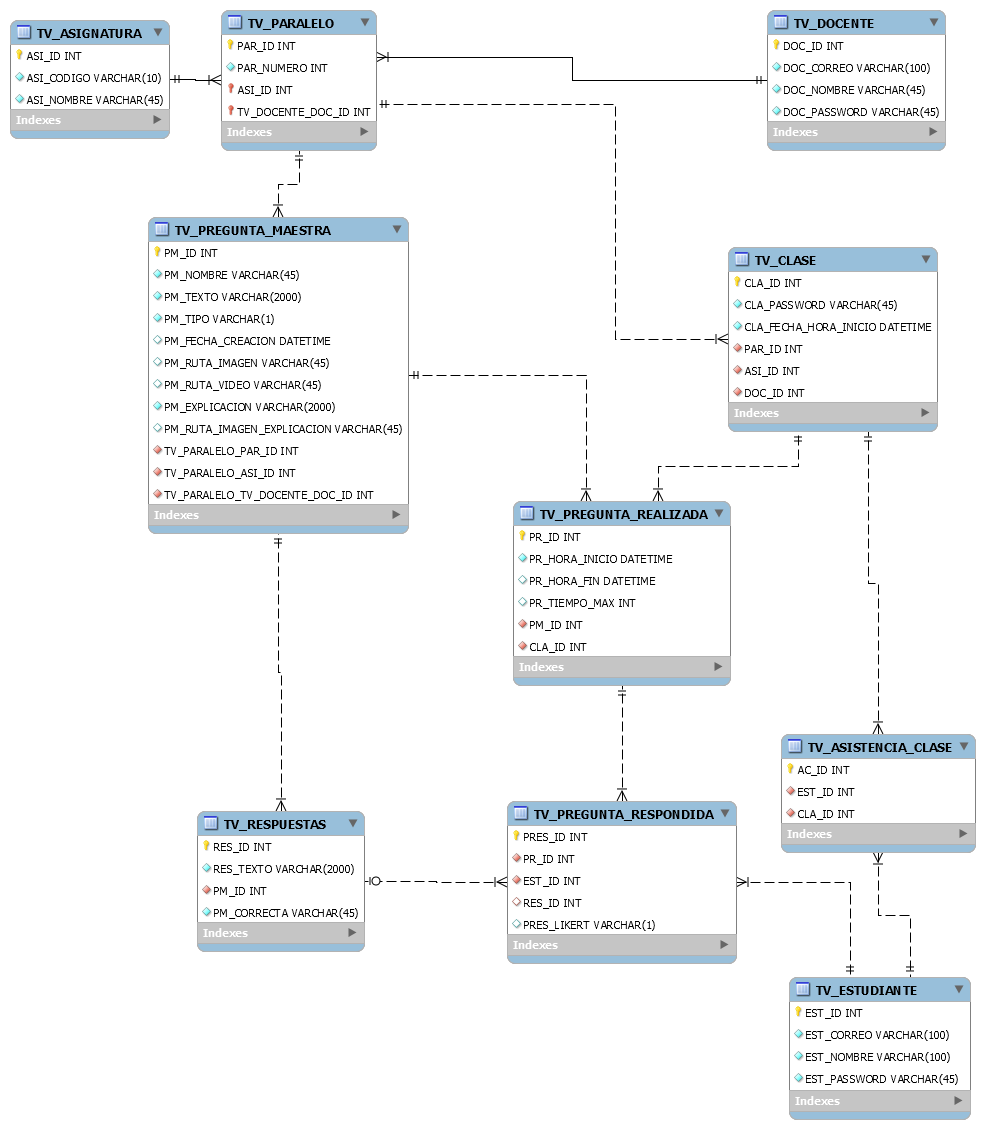 TV_ASIGNATURA
ASI_ID INT
ASI_CODIGO VARCHAR(10)
ASI_NOMBRE VARCHAR(45)
Indexes
TV_PARALELO
PAR_ID INT
PAR_NUMERO INT
ASI_ID INT
TV_DOCENTE_DOC_ID INT
Indexes
TV_DOCENTE
DOC_ID INT
DOC_CORREO VARCHAR(100)
DOC_NOMBRE VARCHAR(45)
DOC_PASSWORD VARCHAR(45)
Indexes
TV_PREGUNTA_MAESTRA
PM_ID INT
PM_NOMBRE VARCHAR(45)
PM_TEXTO VARCHAR(2000)
PM_TIPO VARCHAR(1)
PM_FECHA_CREACION DATETIME
PM_RUTA_IMAGEN VARCHAR(45)
PM_RUTA_VIDEO VARCHAR(45)
PM_EXPLICACION VARCHAR(2000)
PM_RUTA_IMAGEN_EXPLICACION VARCHAR(45)
TV_PARALELO_PAR_ID INT
TV_PARALELO_ASI_ID INT
TV_PARALELO_TV_DOCENTE_DOC_ID INT
Indexes
TV_CLASE
CLA_ID INT
CLA_PASSWORD VARCHAR(45)
CLA_FECHA_HORA_INICIO DATETIME
PAR_ID INT
ASI_ID INT
DOC_ID INT
Indexes
TV_PREGUNTA_REALIZADA
PR_ID INT
PR_HORA_INICIO DATETIME
PR_HORA_FIN DATETIME
PR_TIEMPO_MAX INT
PM_ID INT
CLA_ID INT
Indexes
TV_ASISTENCIA_CLASE
AC_ID INT
EST_ID INT
CLA_ID INT
Indexes
TV_RESPUESTAS
RES_ID INT
RES_TEXTO VARCHAR(2000)
PM_ID INT
PM_CORRECTA VARCHAR(45)
Indexes
TV_PREGUNTA_RESPONDIDA
PRES_ID INT
PR_ID INT
EST_ID INT
RES_ID INT
PRES_LIKERT VARCHAR(1)
Indexes
TV_ESTUDIANTE
EST_ID INT
EST_CORREO VARCHAR(100)
EST_NOMBRE VARCHAR(100)
EST_PASSWORD VARCHAR(45)
Indexes